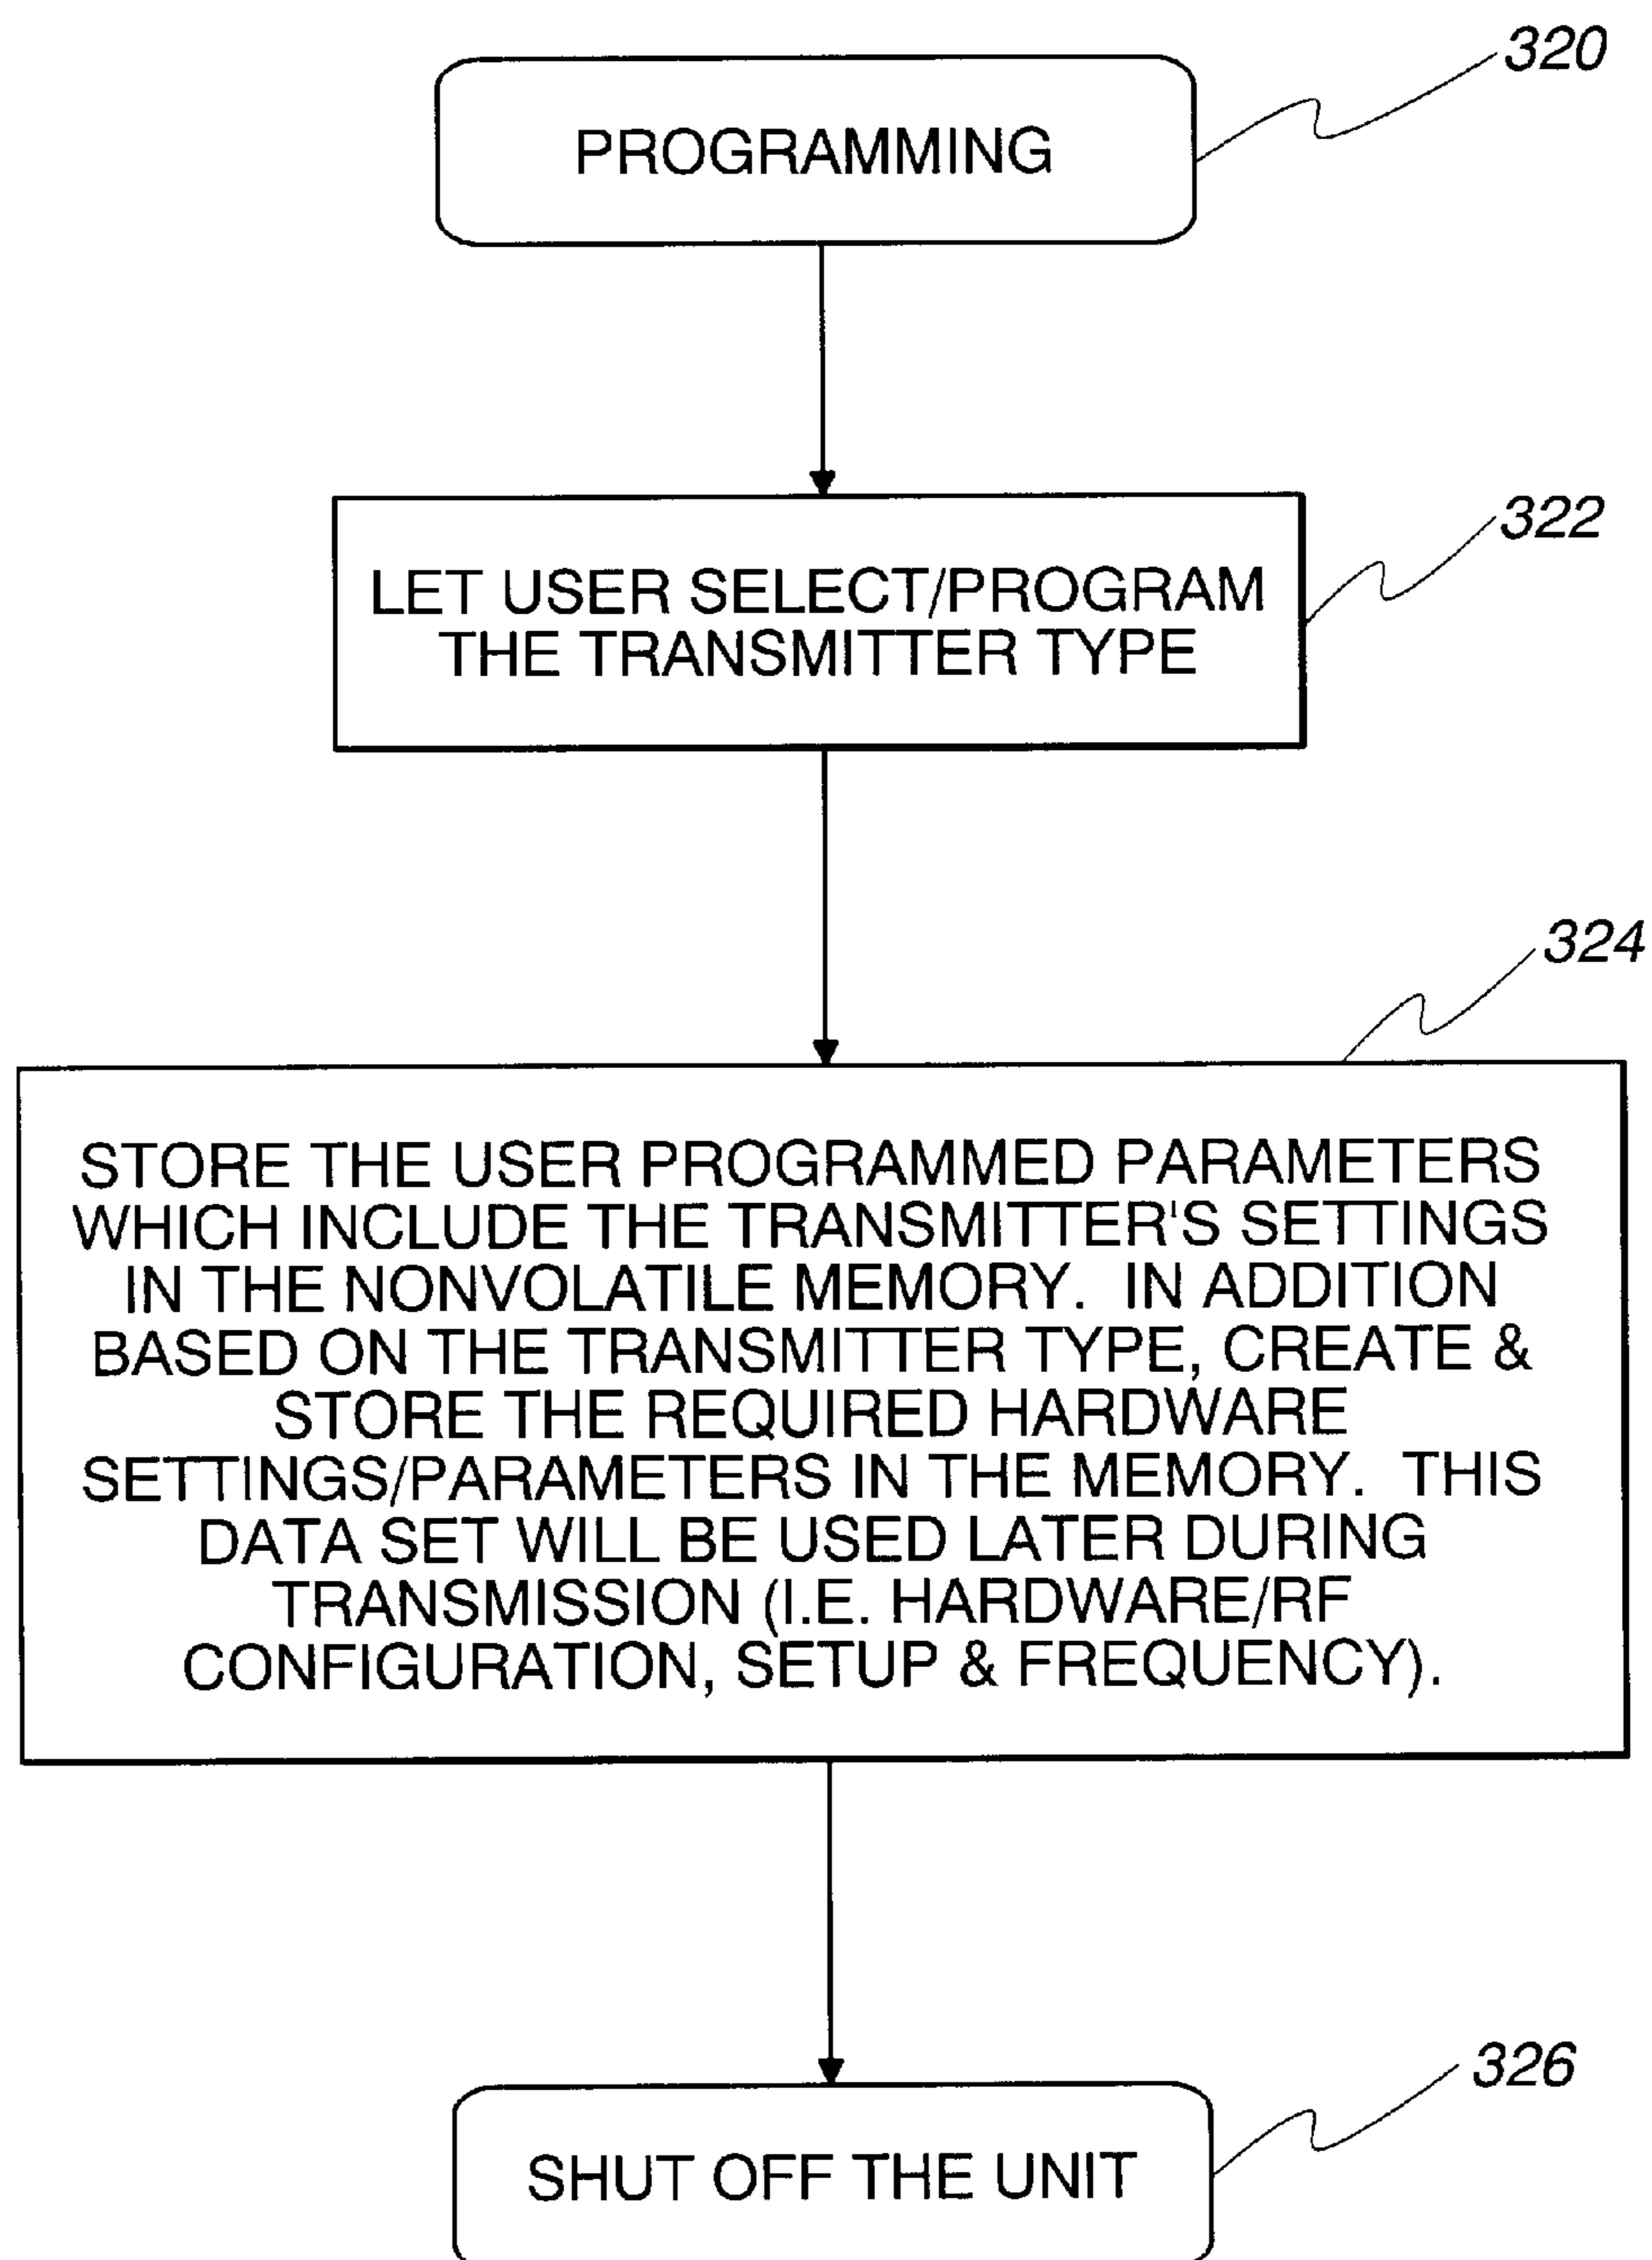 320
PROGRAMMING
322
LET USER SELECT/PROGRAM
THE TRANSMITTER TYPE
324
STORE THE USER PROGRAMMED PARAMETERS
WHICH INCLUDE THE TRANSMITTER'S SETTINGS
IN THE NONVOLATILE MEMORY. IN ADDITION
BASED ON THE TRANSMITTER TYPE, CREATE &
STORE THE REQUIRED HARDWARE
SETTINGS/PARAMETERS IN THE MEMORY. THIS
DATA SET WILL BE USED LATER DURING
TRANSMISSION (I.E. HARDWARE/RF
CONFIGURATION, SETUP & FREQUENCY).
326
SHUT OFF THE UNIT